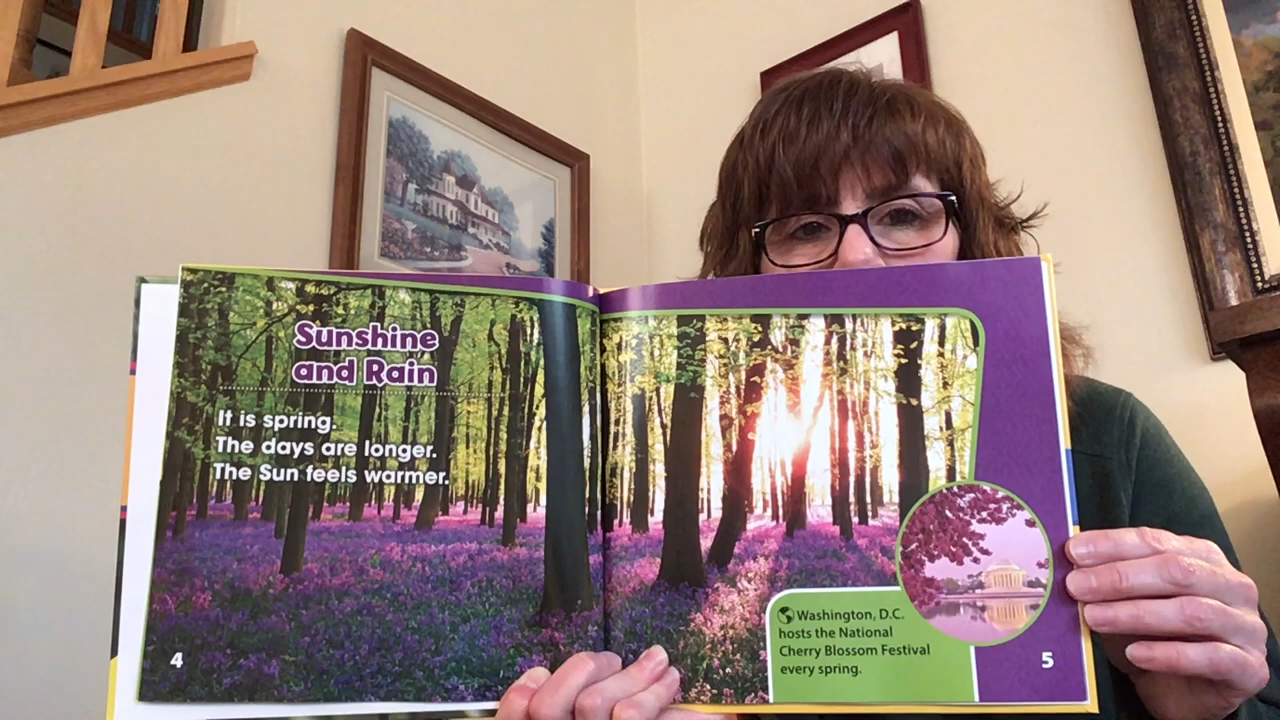 Sunshine
and Rain
It is spring.
The days are longer.
The Sun feels warmer.
4
Washington, D.C.
hosts the National
Cherry Blossom Festival
every spring.
5